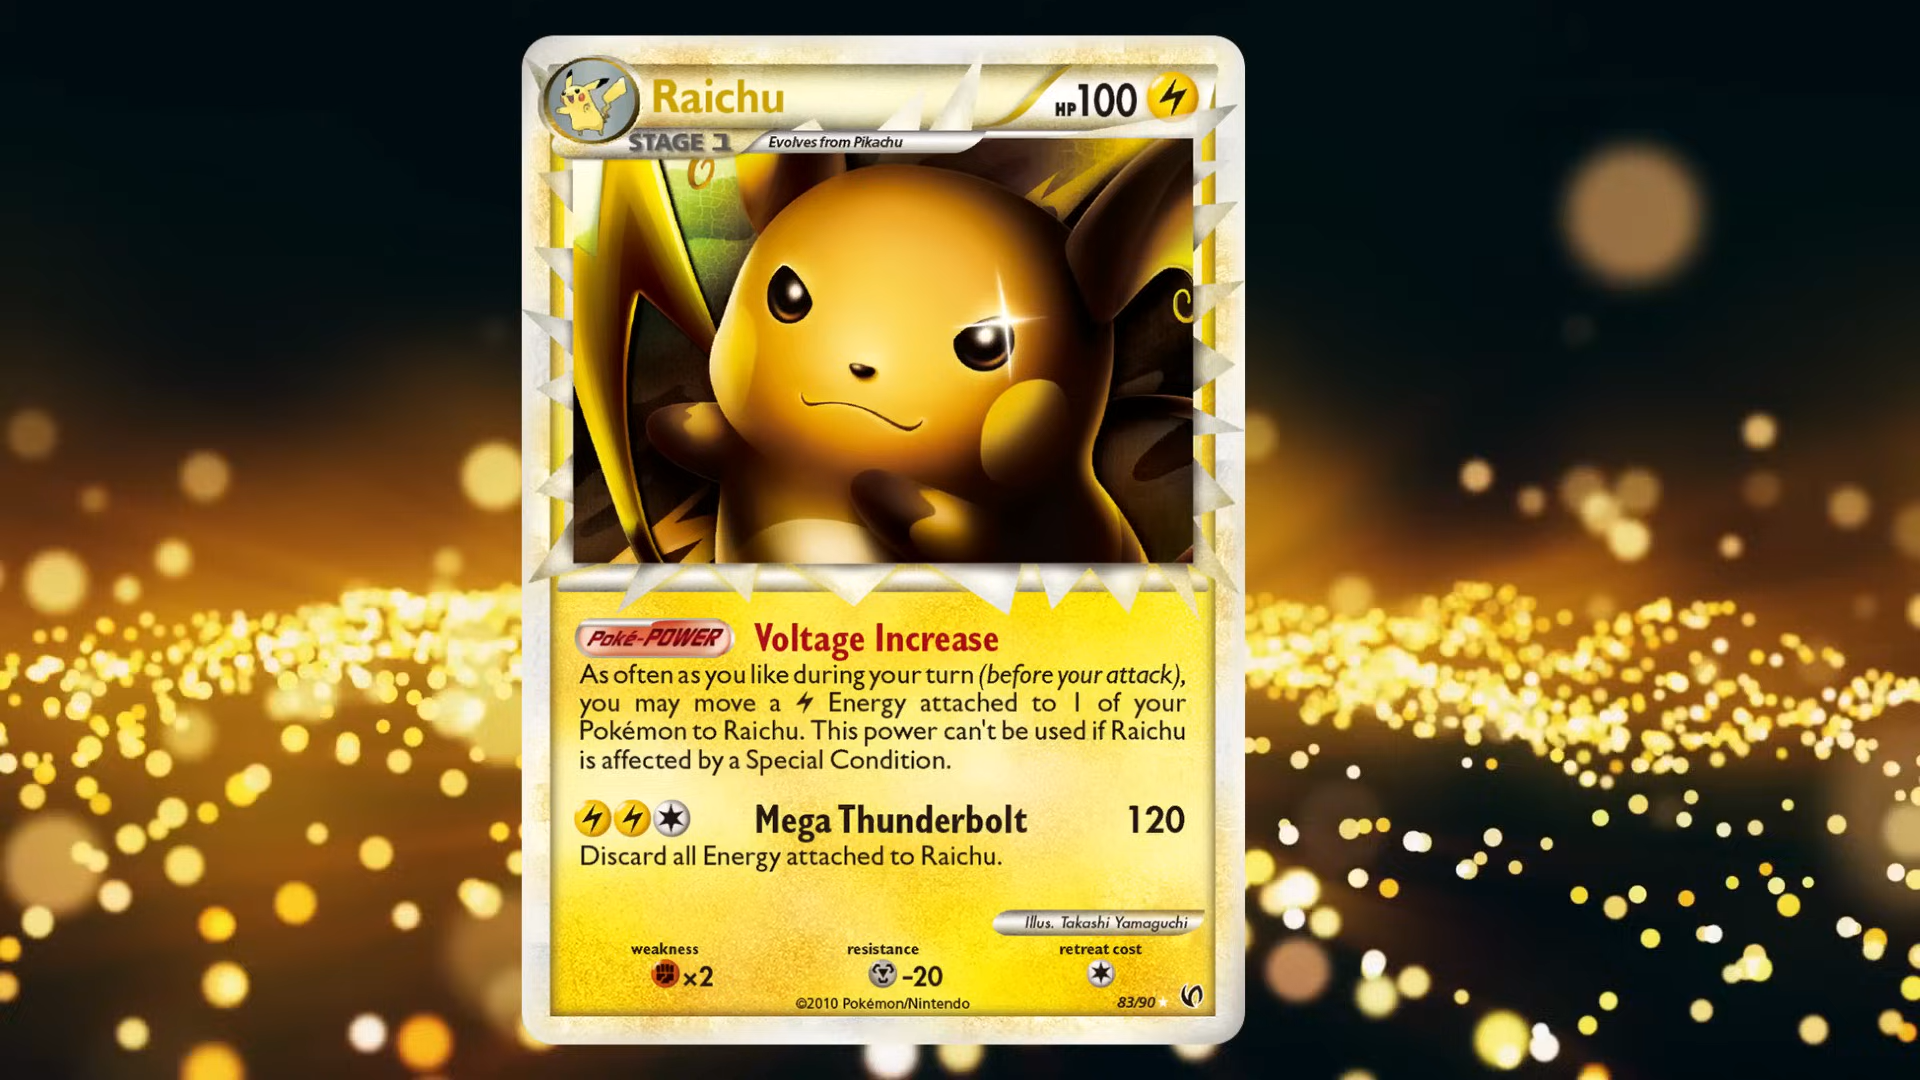 Raichu
HP100
STAGE 1
Evolves from Pikachu
Poké-POWER Voltage Increase
As often as you like during your turn (before your attack),
you may move a Energy attached to 1 of your
Pokémon to Raichu. This power can't be used if Raichu
is affected by a Special Condition.
Mega Thunderbolt 120
Discard all Energy attached to Raichu.
Illus. Takashi Yamaguchi
weakness resistance retreat cost
×2 -20
©2010 Pokémon/Nintendo 83/90